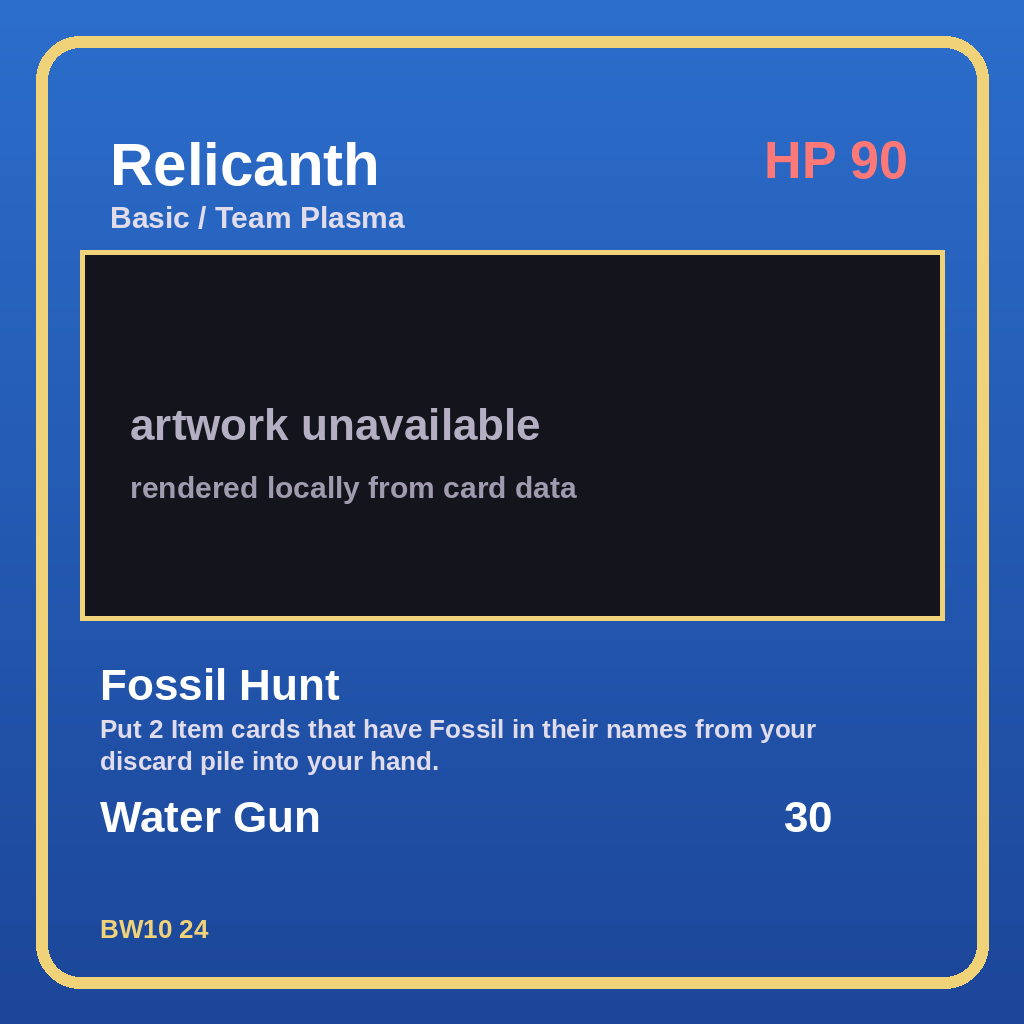 Relicanth
HP 90
Basic / Team Plasma
artwork unavailable
rendered locally from card data
Fossil Hunt
Put 2 Item cards that have Fossil in their names from your
discard pile into your hand.
Water Gun
30
BW10 24